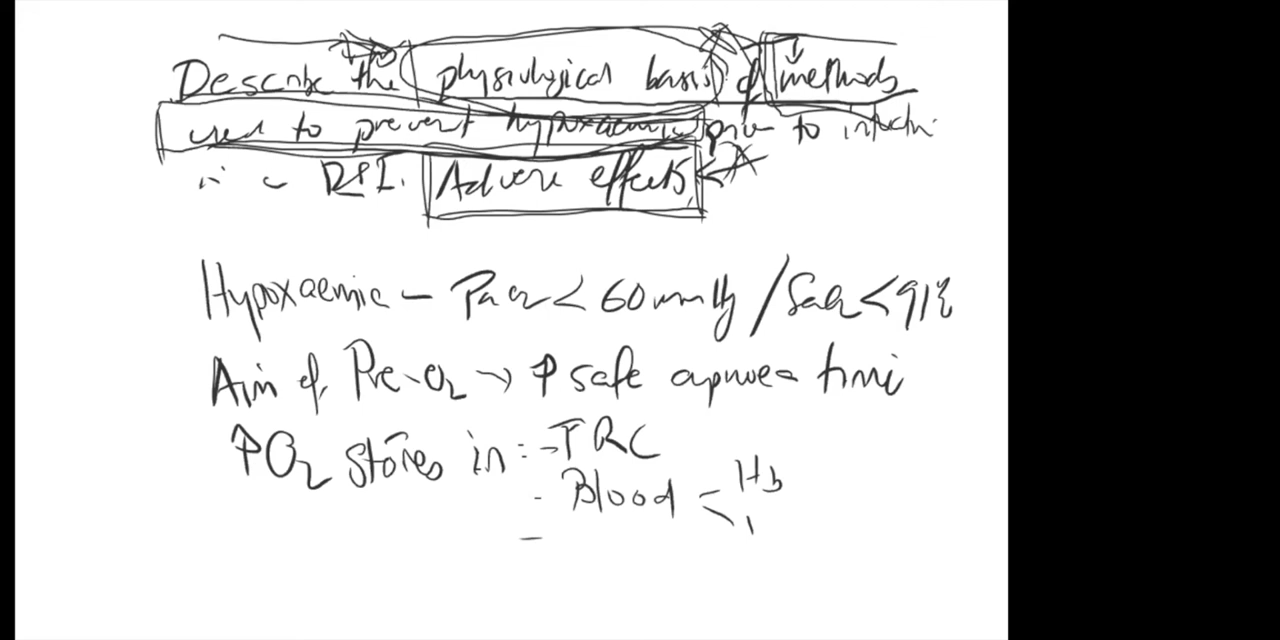 Describe the physiological basis of methods
used to prevent hypoxaemia prior to
in a RSI. Adverse effects
Hypoxaemia - PaO2 < 60mmHg / SaO2 < 91%
Aim of Pre-O2 → ↑ safe apnoea time
↑O2 stores in : - FRC
- Blood < Hb
-